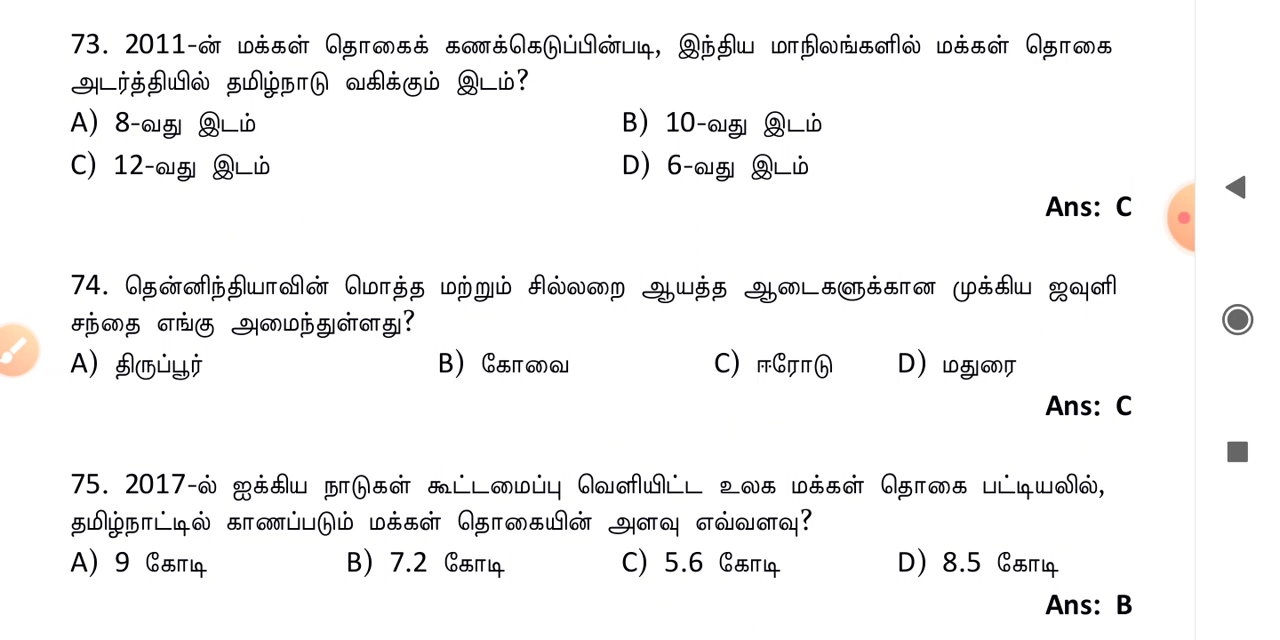 73. 2011-ன் மக்கள் தொகைக் கணக்கெடுப்பின்படி, இந்திய மாநிலங்களில் மக்கள் தொகை
அடர்த்தியில் தமிழ்நாடு வகிக்கும் இடம்?
A) 8-வது இடம் B) 10-வது இடம்
C) 12-வது இடம் D) 6-வது இடம்
Ans: C
74. தென்னிந்தியாவின் மொத்த மற்றும் சில்லறை ஆயத்த ஆடைகளுக்கான முக்கிய ஜவுளி
சந்தை எங்கு அமைந்துள்ளது?
A) திருப்பூர் B) கோவை C) ஈரோடு D) மதுரை
Ans: C
75. 2017-ல் ஐக்கிய நாடுகள் கூட்டமைப்பு வெளியிட்ட உலக மக்கள் தொகை பட்டியலில்,
தமிழ்நாட்டில் காணப்படும் மக்கள் தொகையின் அளவு எவ்வளவு?
A) 9 கோடி B) 7.2 கோடி C) 5.6 கோடி D) 8.5 கோடி
Ans: B